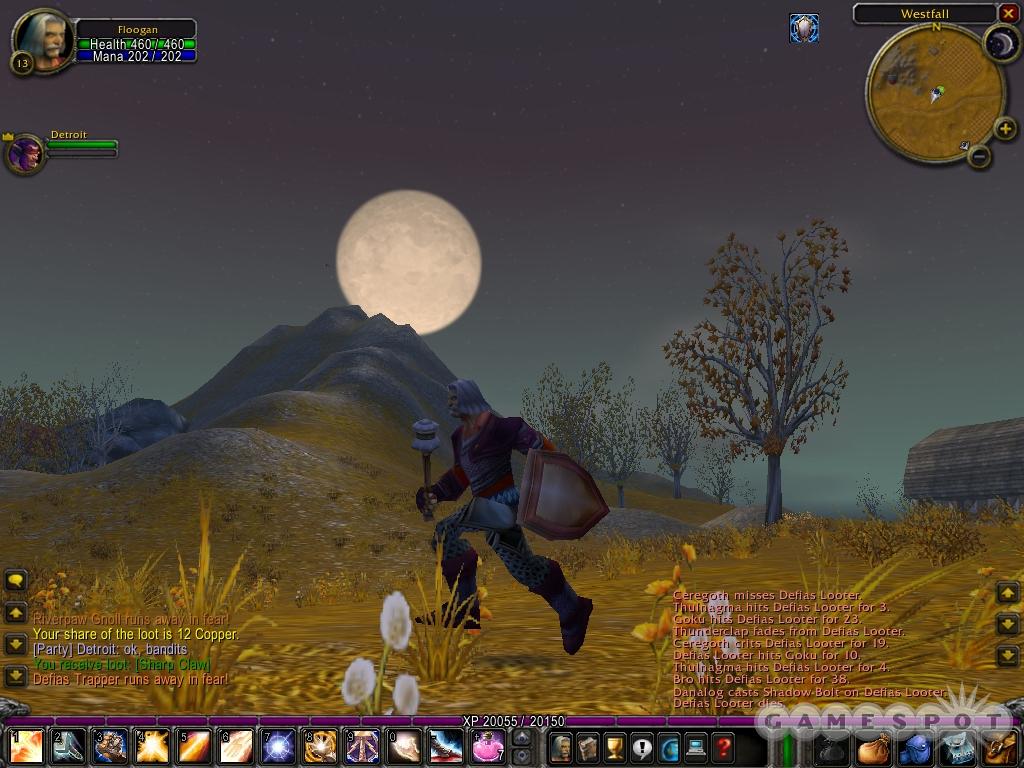 Floogan
Health 460 / 460
Mana 202 / 202
13
Westfall
N
Detroit
Riverpaw Gnoll runs away in fear!
Your share of the loot is 12 Copper.
[Party] Detroit: ok, bandits
You receive loot: [Sharp Claw]
Defias Trapper runs away in fear!
Ceregoth misses Defias Looter.
Thulnagma hits Defias Looter for 3.
Goku hits Defias Looter for 23.
Thunderclap fades from Defias Looter.
Ceregoth crits Defias Looter for 19.
Defias Looter hits Goku for 10.
Thulnagma hits Defias Looter for 4.
Bro hits Defias Looter for 38.
Danalog casts Shadow Bolt on Defias Looter
Defias Looter dies.
XP 20055 / 20150
GAMESPOT
1 2 3 4 5 6 7 8 9 0